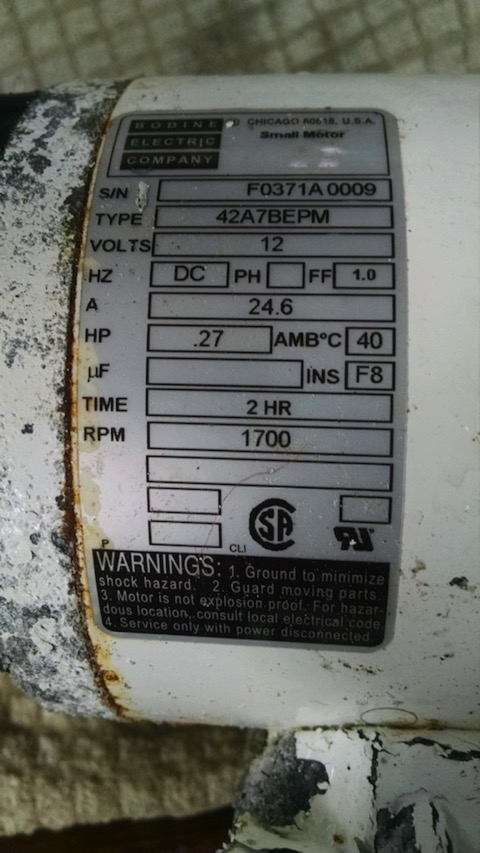 BODINE
ELECTRIC
COMPANY
CHICAGO 60618, U.S.A.
Small Motor
S/N F0371A 0009
TYPE 42A7BEPM
VOLTS 12
HZ DC PH FF 1.0
A 24.6
HP .27 AMB°C 40
µF INS F8
TIME 2 HR
RPM 1700
P CLI SA UR
WARNINGS: 1. Ground to minimize
shock hazard. 2. Guard moving parts.
3. Motor is not explosion proof. For hazar-
dous location, consult local electrical code
4. Service only with power disconnected